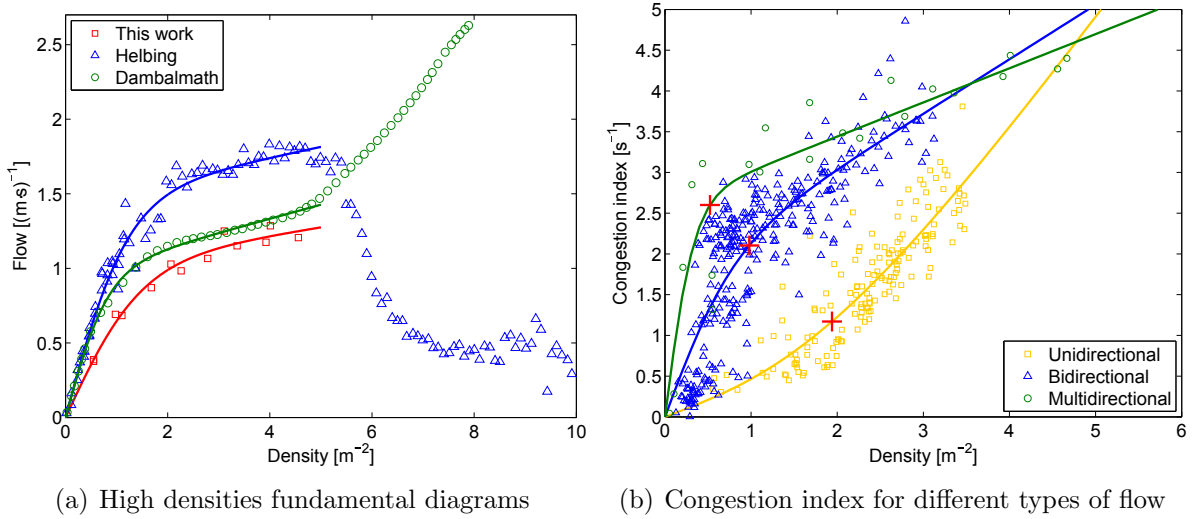 2.5
2
1.5
1
0.5
0
Flow [(m·s)⁻¹]
This work
Helbing
Dambalmath
0 2 4 6 8 10
Density [m⁻²]
(a) High densities fundamental diagrams
5
4.5
4
3.5
3
2.5
2
1.5
1
0.5
0
Congestion index [s⁻¹]
Unidirectional
Bidirectional
Multidirectional
0 1 2 3 4 5 6
Density [m⁻²]
(b) Congestion index for different types of flow